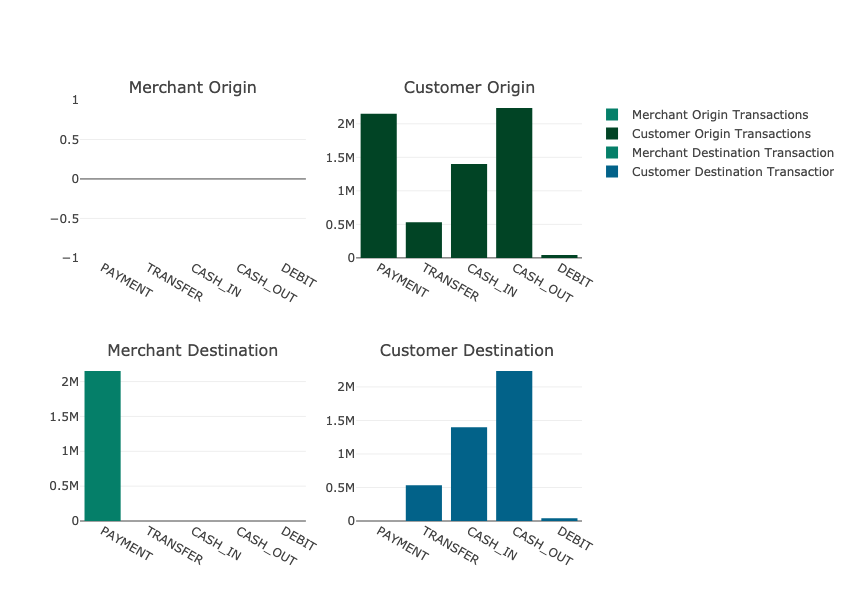 Merchant Origin
Customer Origin
1
0.5
0
−0.5
−1
PAYMENT
TRANSFER
CASH_IN
CASH_OUT
DEBIT
2M
1.5M
1M
0.5M
0
PAYMENT
TRANSFER
CASH_IN
CASH_OUT
DEBIT
Merchant Origin Transactions
Customer Origin Transactions
Merchant Destination Transaction
Customer Destination Transaction
Merchant Destination
Customer Destination
2M
1.5M
1M
0.5M
0
PAYMENT
TRANSFER
CASH_IN
CASH_OUT
DEBIT
2M
1.5M
1M
0.5M
0
PAYMENT
TRANSFER
CASH_IN
CASH_OUT
DEBIT